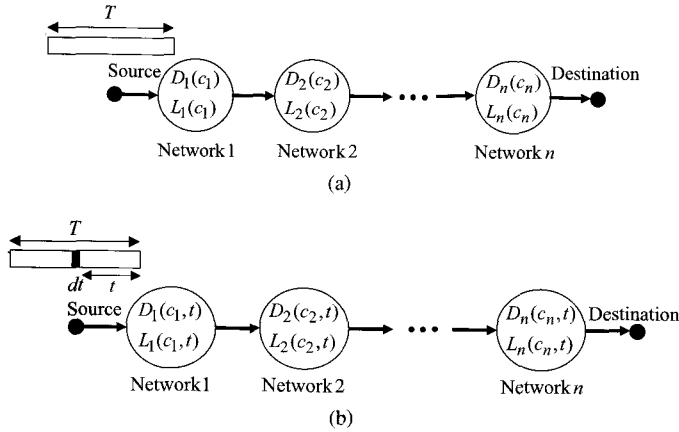 T
Source
D₁(c₁)
L₁(c₁)
D₂(c₂)
L₂(c₂)
Dₙ(cₙ)
Lₙ(cₙ)
Destination
Network 1
Network 2
Network n
(a)
T
dt
t
Source
D₁(c₁, t)
L₁(c₁, t)
D₂(c₂, t)
L₂(c₂, t)
Dₙ(cₙ, t)
Lₙ(cₙ, t)
Destination
Network 1
Network 2
Network n
(b)